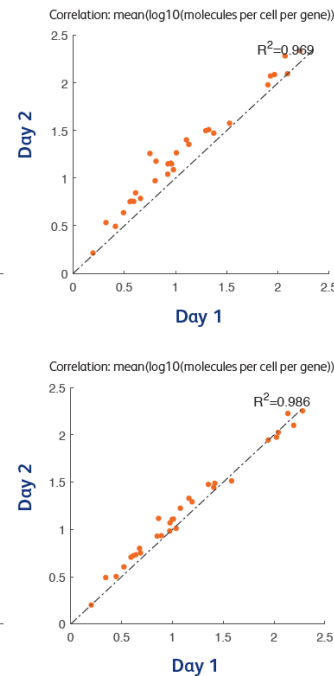 Correlation: mean(log10(molecules per cell per gene))
2.5
R²=0.969
2
Day 2
1.5
1
0.5
0
0 0.5 1 1.5 2 2.5
Day 1
Correlation: mean(log10(molecules per cell per gene))
2.5
R²=0.986
2
Day 2
1.5
1
0.5
0
0 0.5 1 1.5 2 2.5
Day 1